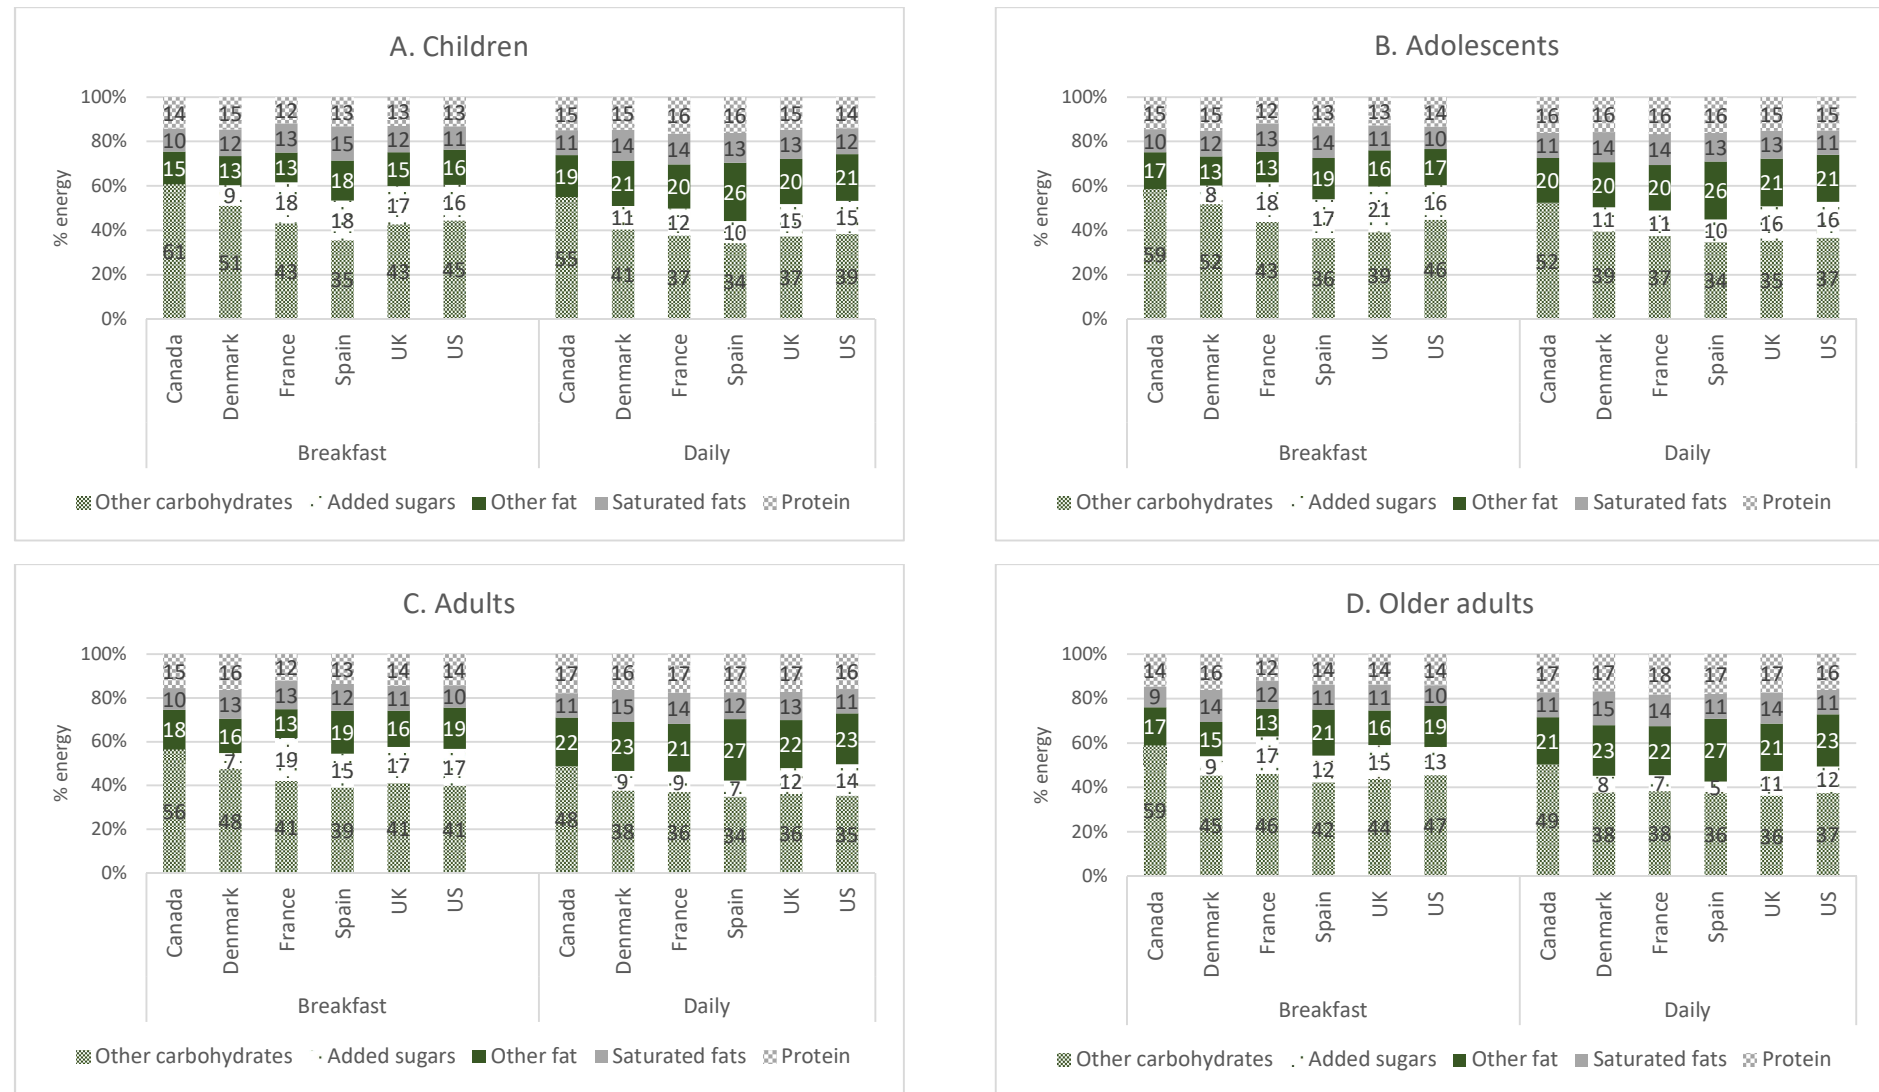 A. Children
100%
80%
60%
40%
20%
0%
% energy
14 15 12 13 13 13 15 15 16 16 15 14
10 12 13 15 12 11 11 14 14 13 13 12
15 13 13 18 15 16 19 21 20 26 20 21
9 18 18 17 16 11 12 10 15 15
61 51 43 35 43 45 55 41 37 34 37 39
Canada Denmark France Spain UK US Canada Denmark France Spain UK US
Breakfast Daily
Other carbohydrates Added sugars Other fat Saturated fats Protein
B. Adolescents
100%
80%
60%
40%
20%
0%
% energy
15 15 12 13 13 14 16 16 16 16 15 15
10 12 13 14 11 10 11 14 14 13 13 11
17 13 13 19 16 17 20 20 20 26 21 21
8 18 17 21 16 11 11 10 16 16
59 52 43 36 39 46 52 39 37 34 35 37
Canada Denmark France Spain UK US Canada Denmark France Spain UK US
Breakfast Daily
Other carbohydrates Added sugars Other fat Saturated fats Protein
C. Adults
100%
80%
60%
40%
20%
0%
% energy
15 16 12 13 14 14 17 16 17 17 17 16
10 13 13 12 11 10 11 15 14 12 13 11
18 16 13 19 16 19 22 23 21 27 22 23
7 19 15 17 17 9 9 7 12 14
56 48 41 39 41 41 48 38 36 34 36 35
Canada Denmark France Spain UK US Canada Denmark France Spain UK US
Breakfast Daily
Other carbohydrates Added sugars Other fat Saturated fats Protein
D. Older adults
100%
80%
60%
40%
20%
0%
% energy
14 16 12 14 14 14 17 17 18 17 17 16
9 14 12 11 11 10 11 15 14 11 14 11
17 15 13 21 16 19 21 23 22 27 21 23
9 17 12 15 13 8 7 5 11 12
59 45 46 42 44 47 49 38 38 36 36 37
Canada Denmark France Spain UK US Canada Denmark France Spain UK US
Breakfast Daily
Other carbohydrates Added sugars Other fat Saturated fats Protein